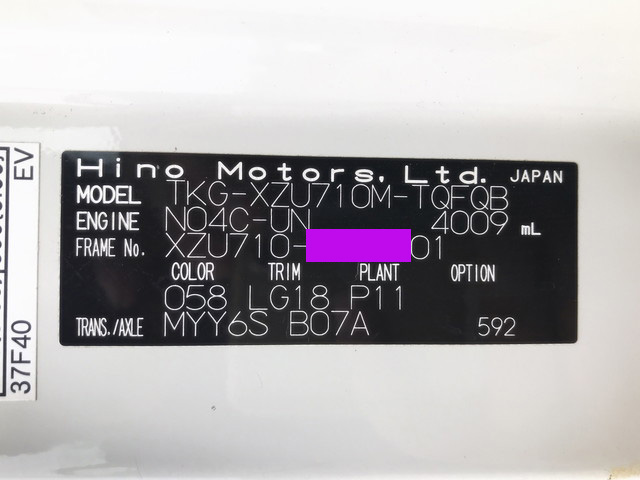 Hino Motors, Ltd. JAPAN
MODEL TKG-XZU710M-TQFQB
ENGINE N04C-UN 4009 mL
FRAME No. XZU710- 01
COLOR TRIM PLANT OPTION
058 LG18 P11
TRANS./AXLE MYY6S B07A 592
EV
37F40